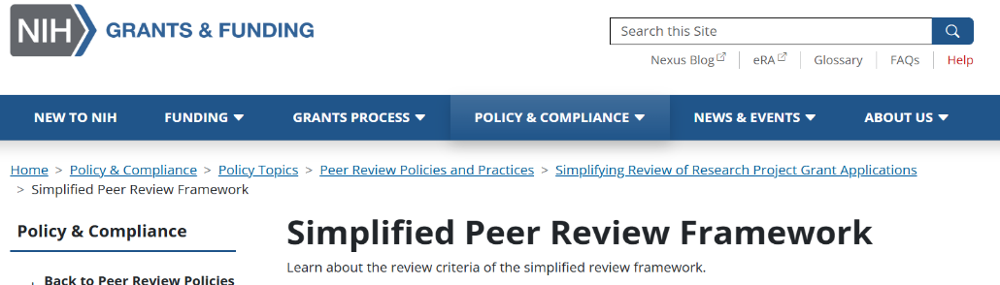 NIH GRANTS & FUNDING
Search this Site
Nexus Blog eRA Glossary FAQs Help
NEW TO NIH FUNDING GRANTS PROCESS POLICY & COMPLIANCE NEWS & EVENTS ABOUT US
Home > Policy & Compliance > Policy Topics > Peer Review Policies and Practices > Simplifying Review of Research Project Grant Applications
> Simplified Peer Review Framework
Policy & Compliance
Simplified Peer Review Framework
Learn about the review criteria of the simplified review framework.
Back to Peer Review Policies